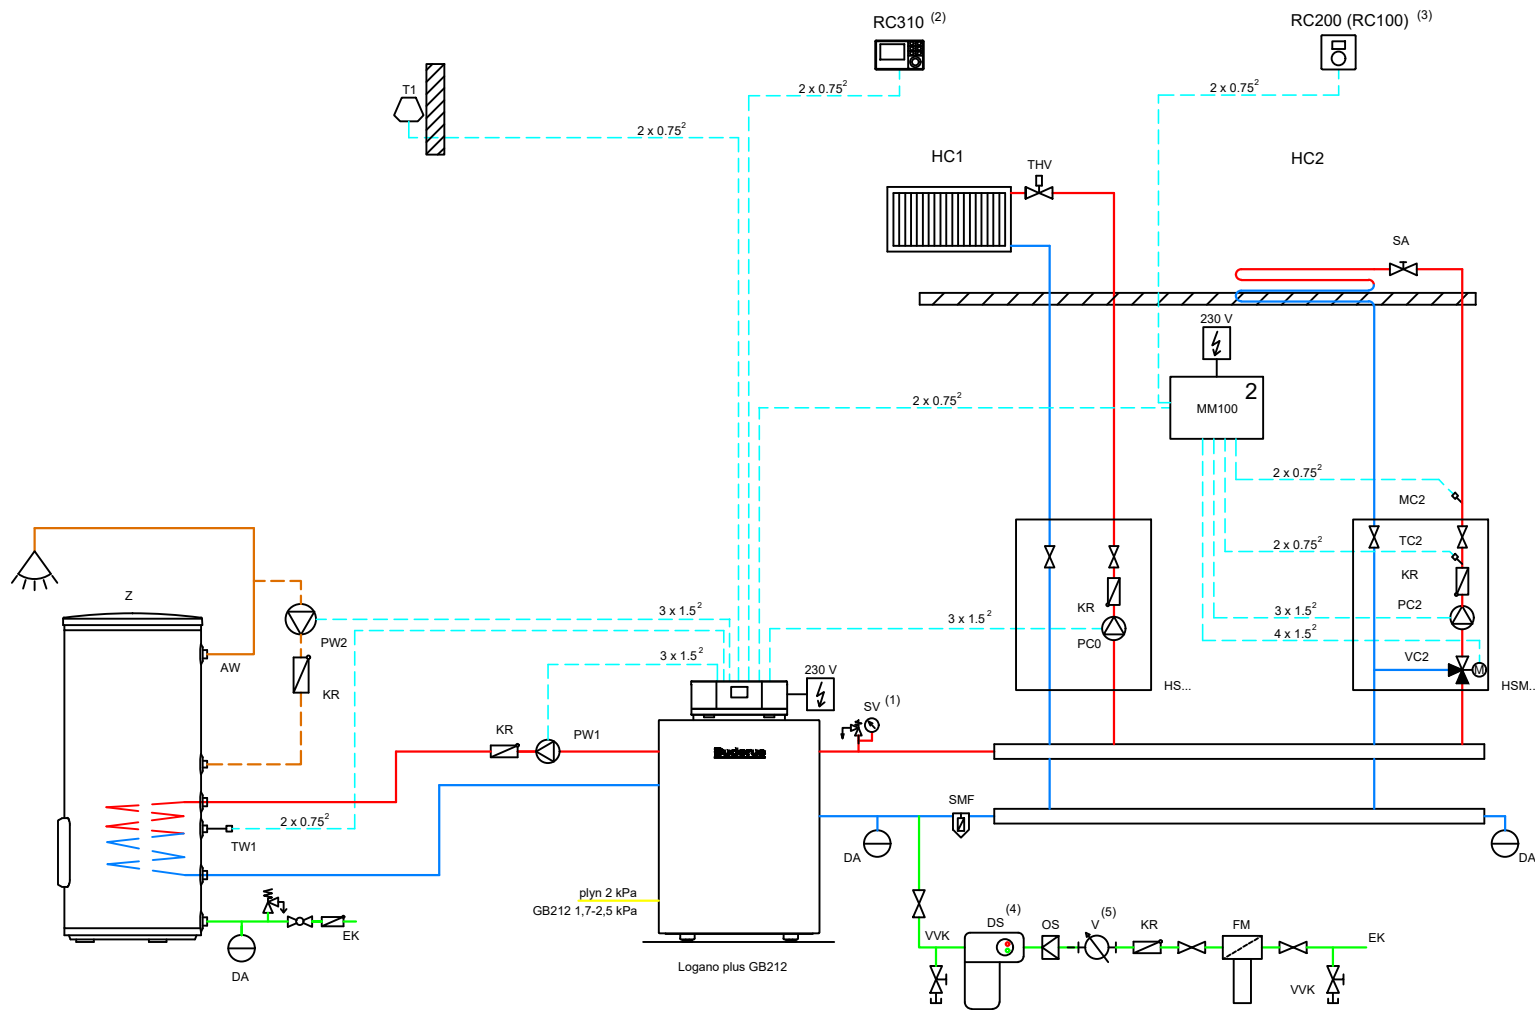 RC310 (2)
RC200 (RC100) (3)
T1
2 x 0.75²
2 x 0.75²
2 x 0.75²
HC1
THV
HC2
SA
230 V
2
MM100
2 x 0.75²
2 x 0.75²
MC2
TC2
2 x 0.75²
KR
PC2
3 x 1.5²
4 x 1.5²
VC2
M
HSM...
KR
PC0
HS...
3 x 1.5²
Z
AW
PW2
KR
3 x 1.5²
3 x 1.5²
230 V
SV (1)
KR
PW1
Buderus
2 x 0.75²
TW1
SMF
DA
DA
plyn 2 kPa
GB212 1,7-2,5 kPa
EK
DA
Logano plus GB212
VVK
DS (4)
OS
V (5)
KR
FM
EK
VVK